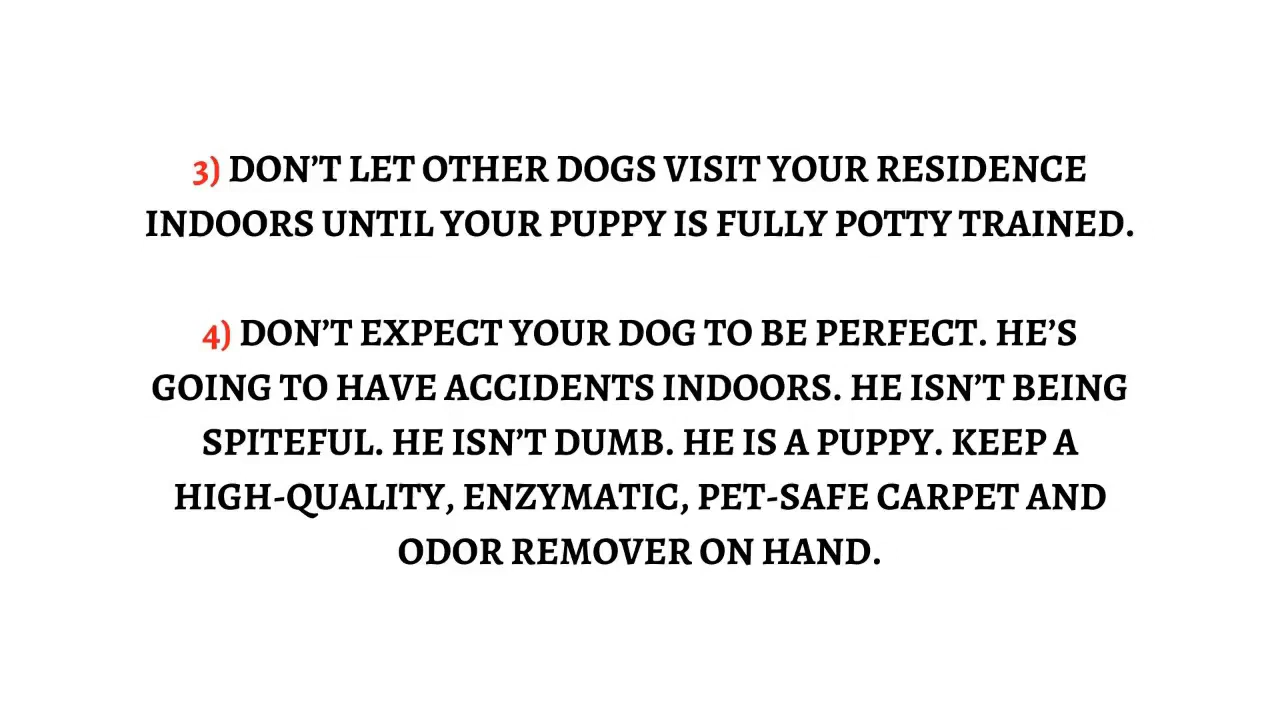 3) DON’T LET OTHER DOGS VISIT YOUR RESIDENCE
INDOORS UNTIL YOUR PUPPY IS FULLY POTTY TRAINED.
4) DON’T EXPECT YOUR DOG TO BE PERFECT. HE’S
GOING TO HAVE ACCIDENTS INDOORS. HE ISN’T BEING
SPITEFUL. HE ISN’T DUMB. HE IS A PUPPY. KEEP A
HIGH-QUALITY, ENZYMATIC, PET-SAFE CARPET AND
ODOR REMOVER ON HAND.